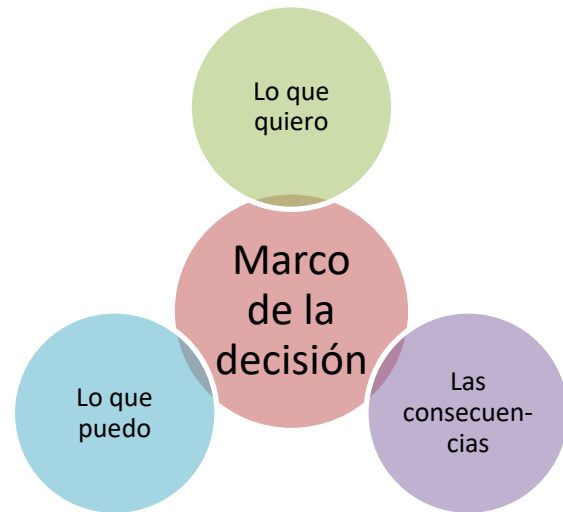 Lo que
quiero
Marco
de la
decisión
Lo que
puedo
Las
consecuen-
cias